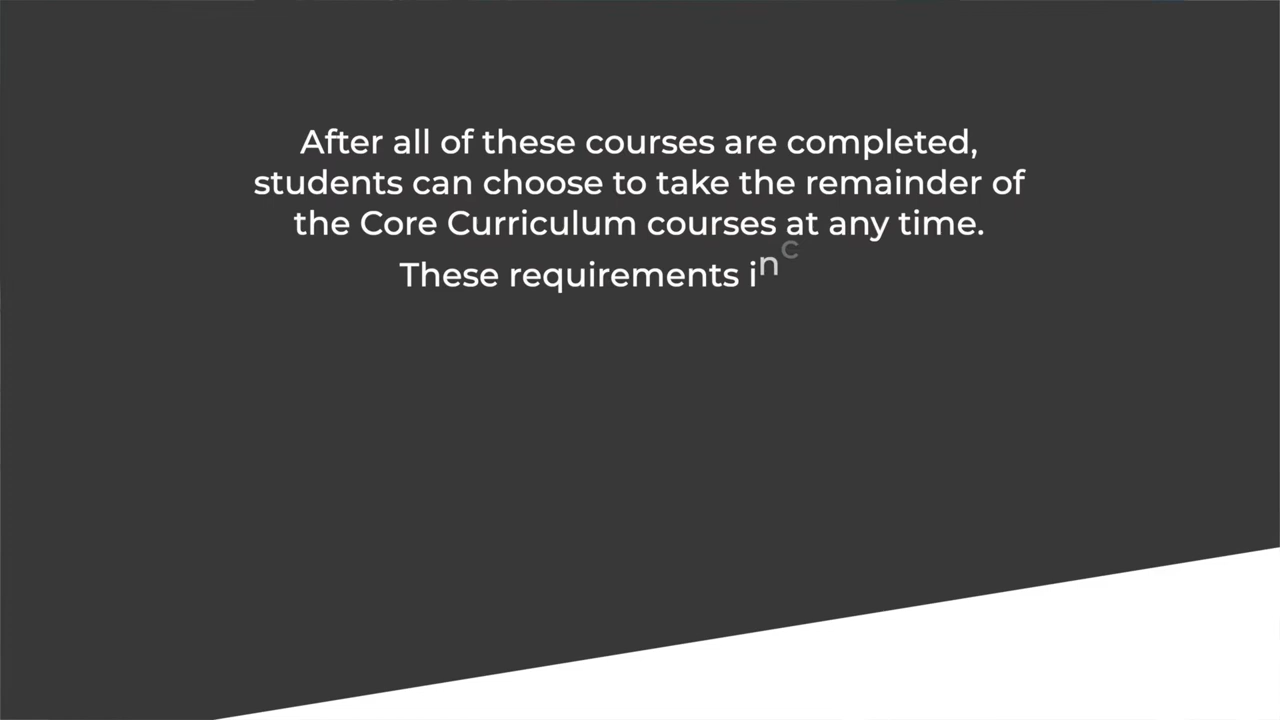 After all of these courses are completed,
students can choose to take the remainder of
the Core Curriculum courses at any time.
These requirements inc